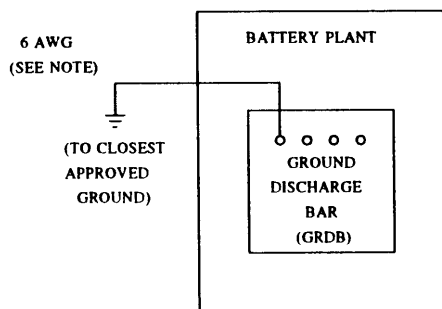 6 AWG
(SEE NOTE)
BATTERY PLANT
(TO CLOSEST
APPROVED
GROUND)
GROUND
DISCHARGE
BAR
(GRDB)